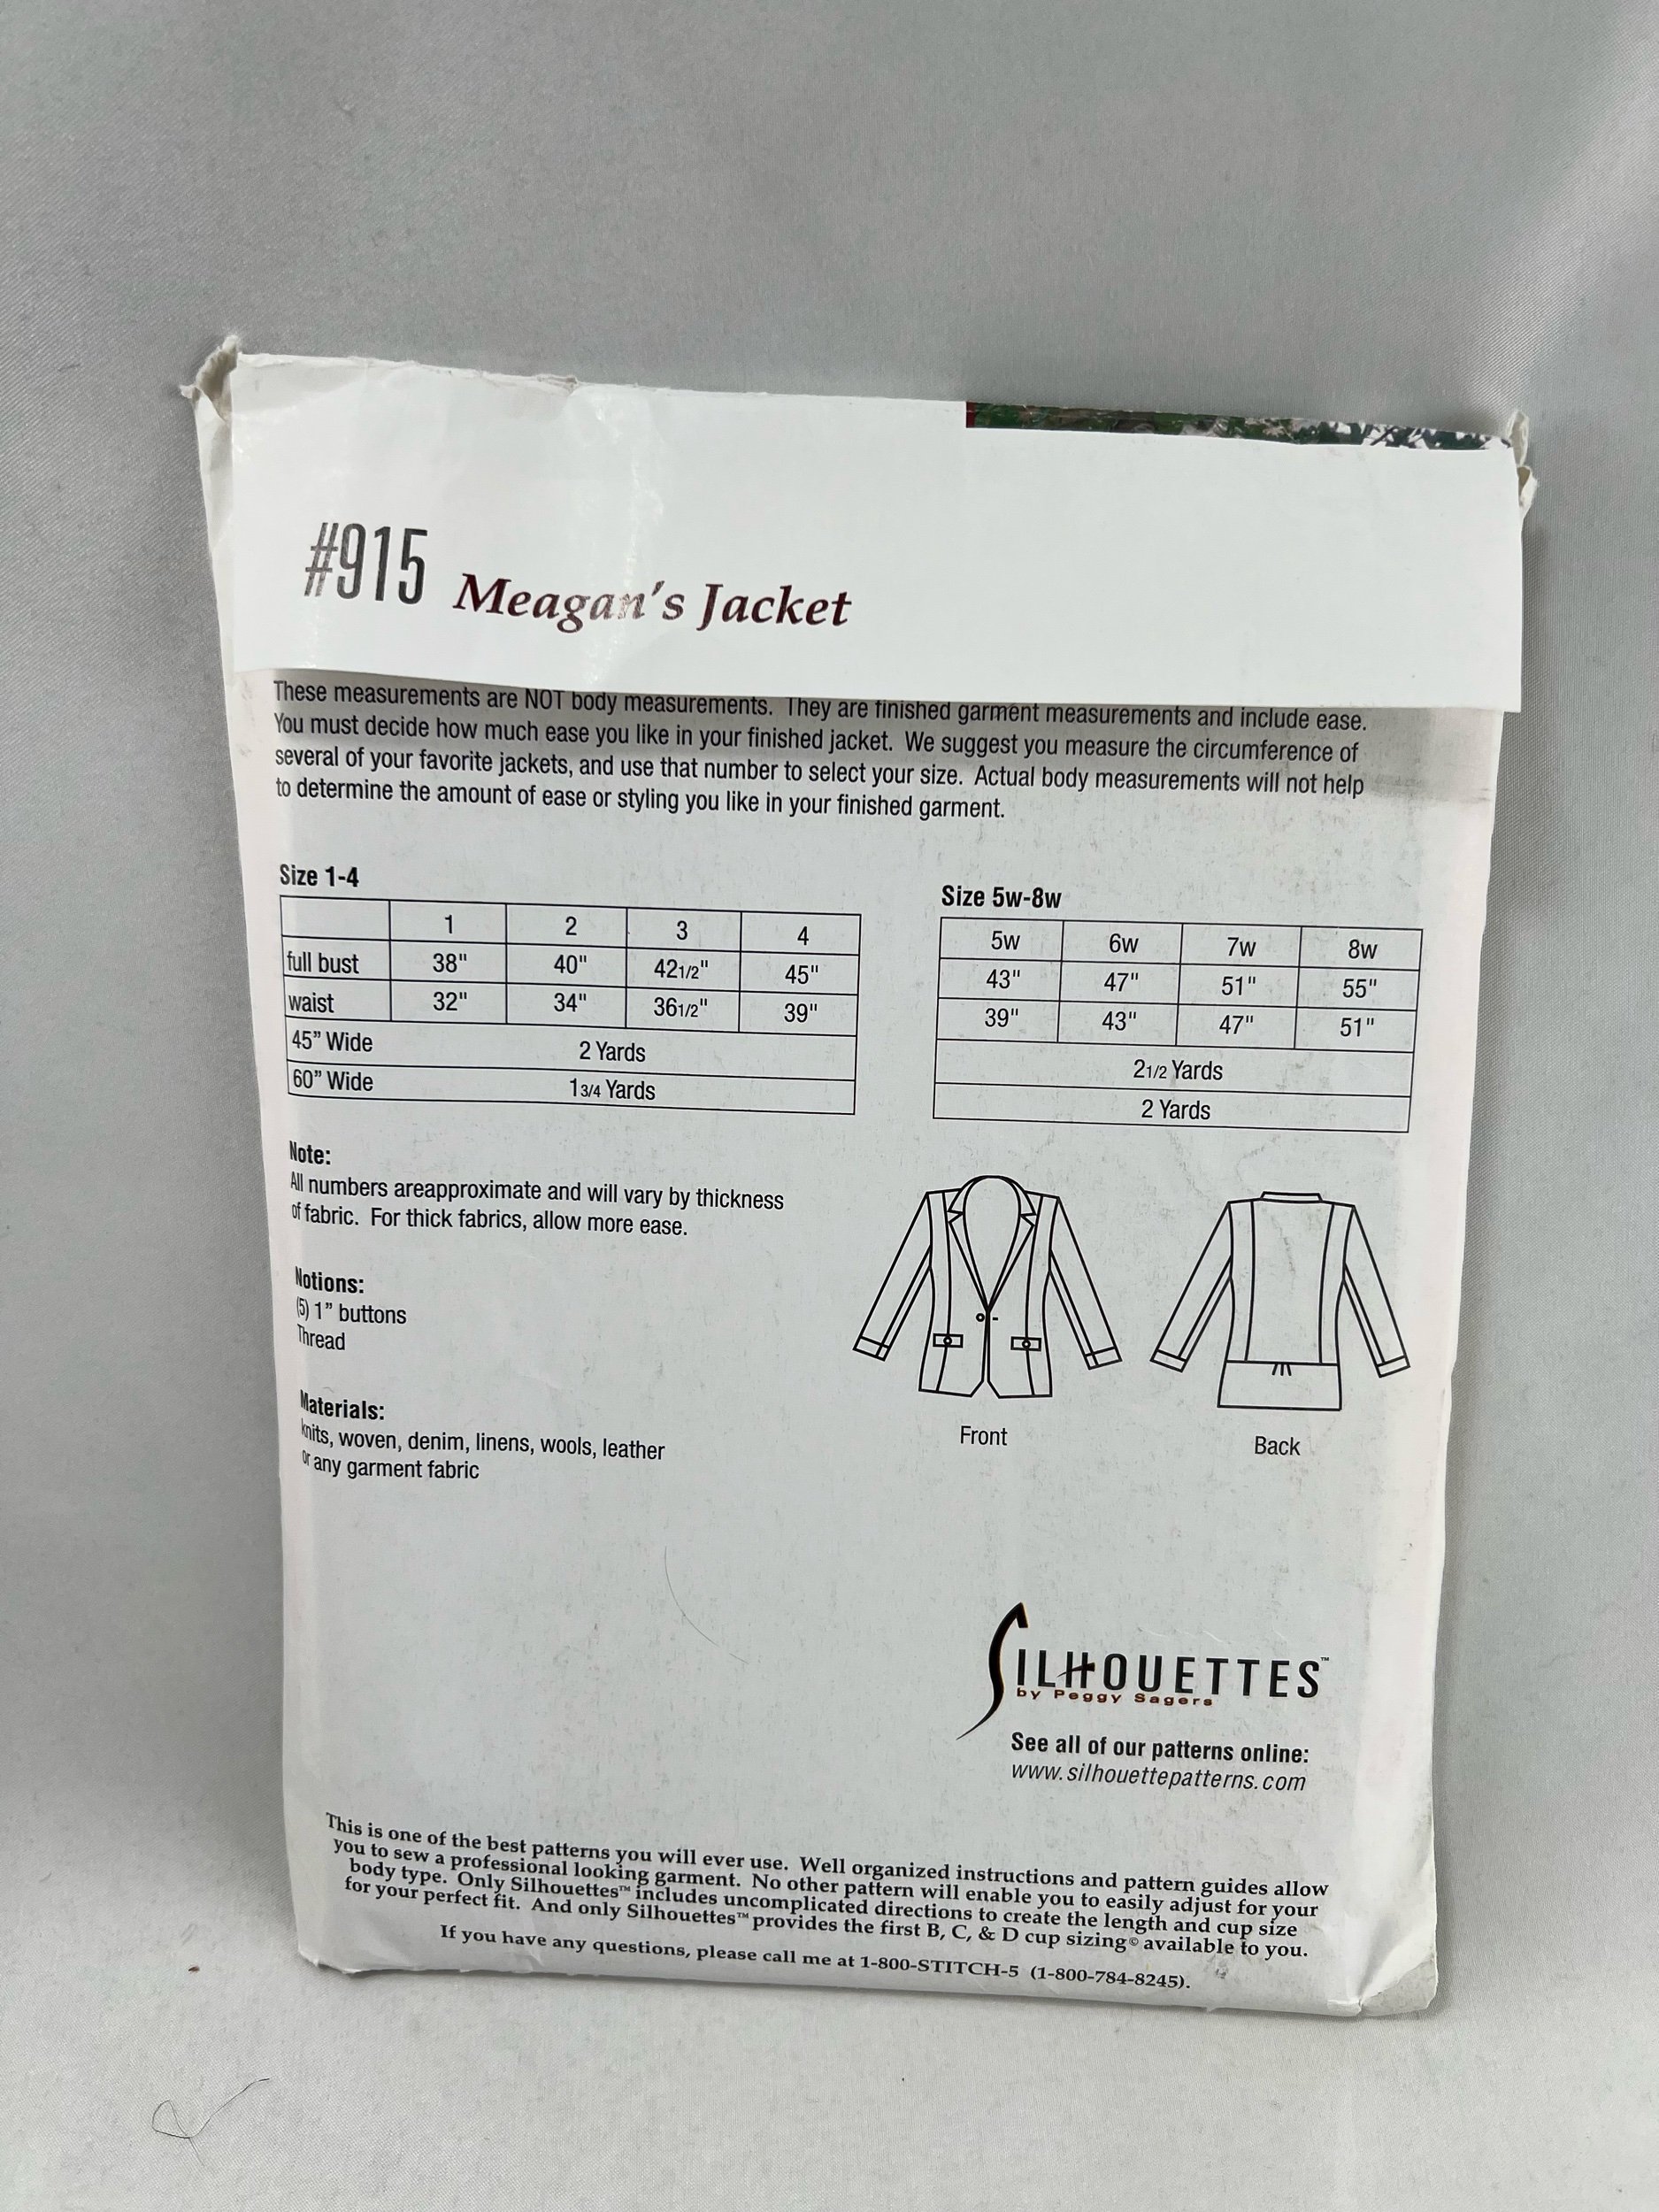 #915 Meagan's Jacket
These measurements are NOT body measurements. They are finished garment measurements and include ease.
You must decide how much ease you like in your finished jacket. We suggest you measure the circumference of
several of your favorite jackets, and use that number to select your size. Actual body measurements will not help
to determine the amount of ease or styling you like in your finished garment.
Size 1-4
1 2 3 4
full bust 38" 40" 42 1/2" 45"
waist 32" 34" 36 1/2" 39"
45” Wide 2 Yards
60” Wide 1 3/4 Yards
Size 5w-8w
5w 6w 7w 8w
43" 47" 51" 55"
39" 43" 47" 51"
2 1/2 Yards
2 Yards
Note:
All numbers areapproximate and will vary by thickness
of fabric. For thick fabrics, allow more ease.
Notions:
(5) 1” buttons
Thread
Materials:
knits, woven, denim, linens, wools, leather
or any garment fabric
Front
Back
SILHOUETTES™
by Peggy Sagers
See all of our patterns online:
www.silhouettepatterns.com
This is one of the best patterns you will ever use. Well organized instructions and pattern guides allow
you to sew a professional looking garment. No other pattern will enable you to easily adjust for your
body type. Only Silhouettes™ includes uncomplicated directions to create the length and cup size
for your perfect fit. And only Silhouettes™ provides the first B, C, & D cup sizing© available to you.
If you have any questions, please call me at 1-800-STITCH-5 (1-800-784-8245).